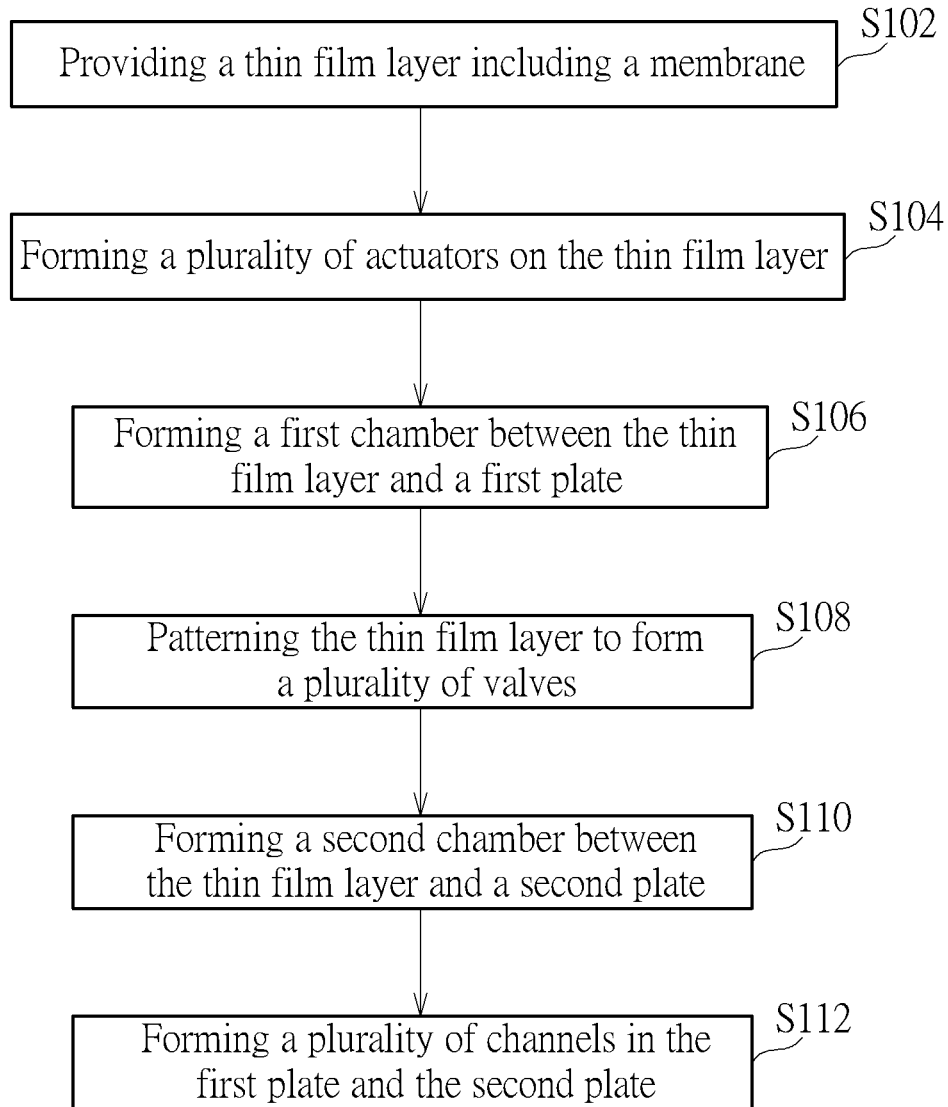 S102
Providing a thin film layer including a membrane
S104
Forming a plurality of actuators on the thin film layer
S106
Forming a first chamber between the thin
film layer and a first plate
S108
Patterning the thin film layer to form
a plurality of valves
S110
Forming a second chamber between
the thin film layer and a second plate
S112
Forming a plurality of channels in the
first plate and the second plate